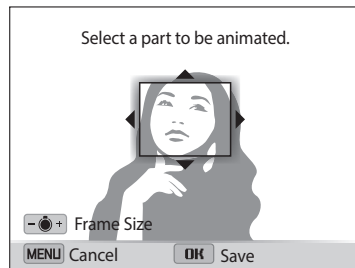 Select a part to be animated.
- + Frame Size
MENU Cancel OK Save